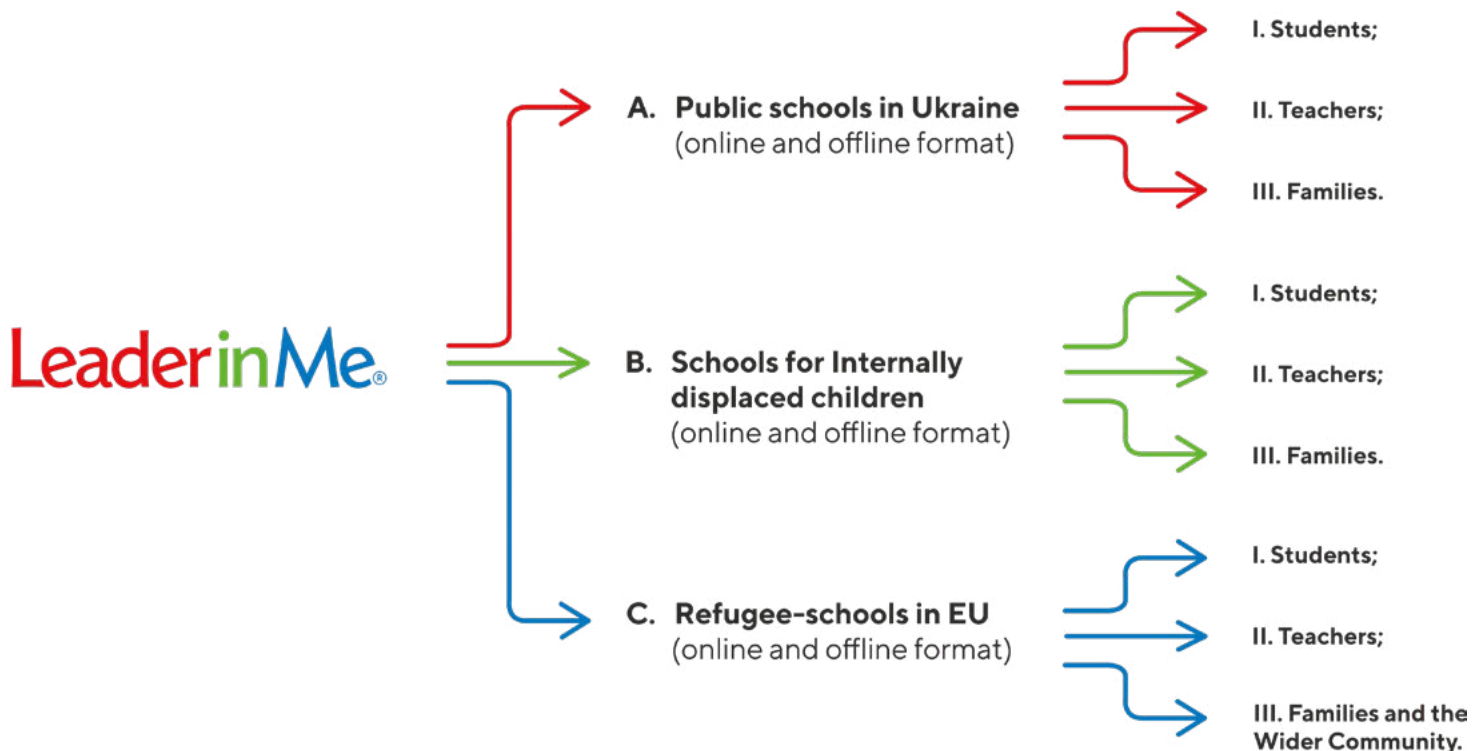 LeaderinMe®
A. Public schools in Ukraine
(online and offline format)
I. Students;
II. Teachers;
III. Families.
B. Schools for Internally
displaced children
(online and offline format)
I. Students;
II. Teachers;
III. Families.
C. Refugee-schools in EU
(online and offline format)
I. Students;
II. Teachers;
III. Families and the
Wider Community.